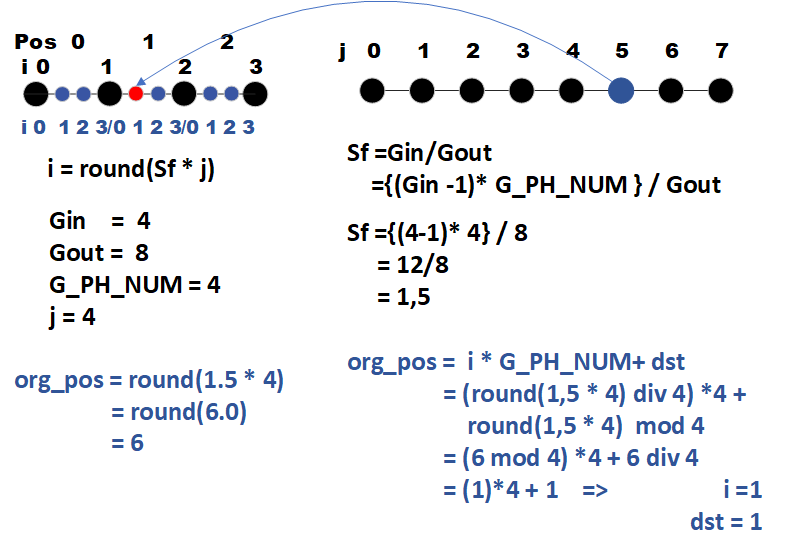 Pos 0 1 2
i 0 1 2 3
i 0 1 2 3/0 1 2 3/0 1 2 3
i = round(Sf * j)
Gin = 4
Gout = 8
G_PH_NUM = 4
j = 4
org_pos = round(1.5 * 4)
= round(6.0)
= 6
j 0 1 2 3 4 5 6 7
Sf =Gin/Gout
={(Gin -1)* G_PH_NUM } / Gout
Sf ={(4-1)* 4} / 8
= 12/8
= 1,5
org_pos = i * G_PH_NUM+ dst
= (round(1,5 * 4) div 4) *4 +
round(1,5 * 4) mod 4
= (6 mod 4) *4 + 6 div 4
= (1)*4 + 1 => i =1
dst = 1